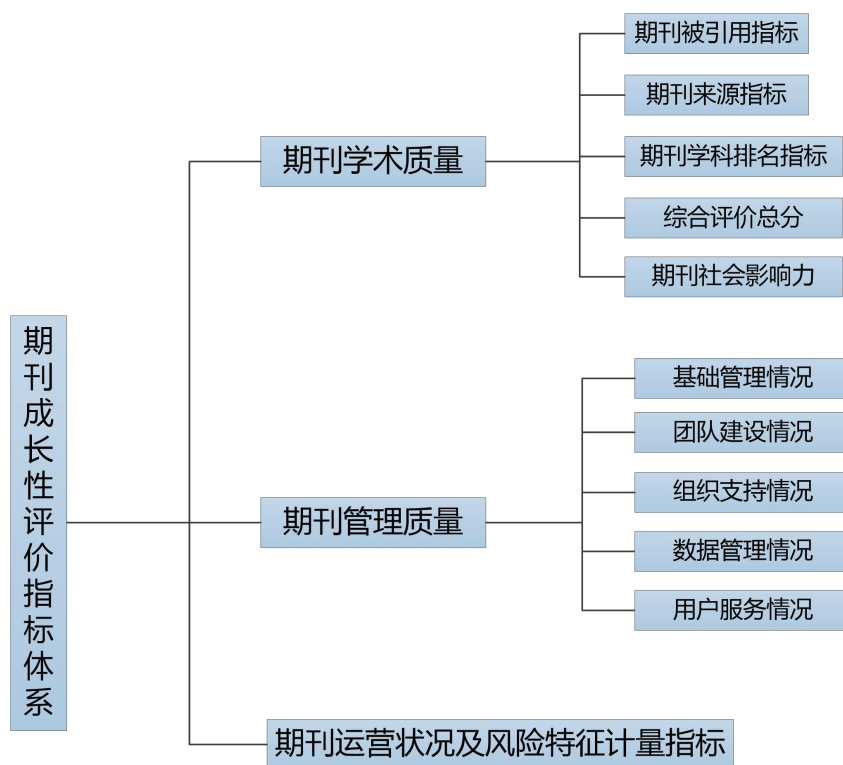 期刊成长性评价指标体系
期刊学术质量
期刊被引用指标
期刊来源指标
期刊学科排名指标
综合评价总分
期刊社会影响力
期刊管理质量
基础管理情况
团队建设情况
组织支持情况
数据管理情况
用户服务情况
期刊运营状况及风险特征计量指标